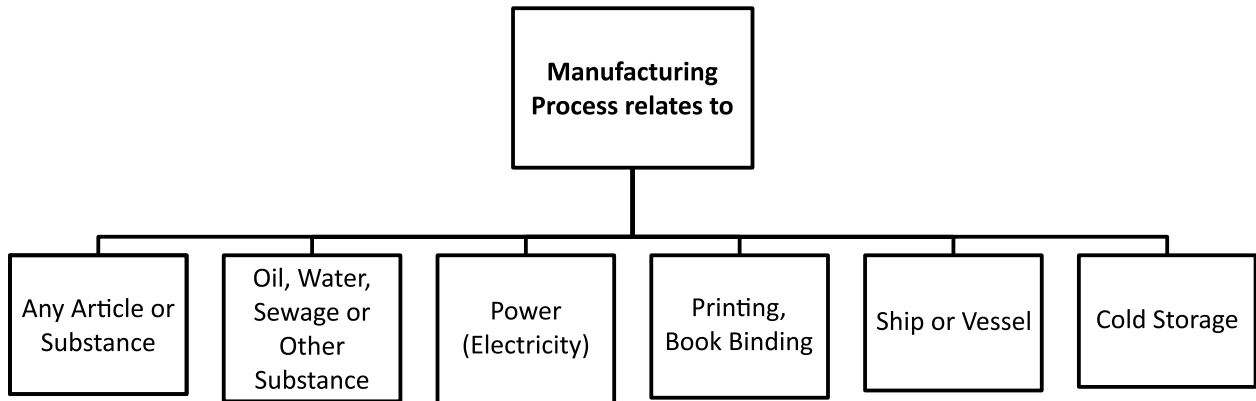 Manufacturing
Process relates to
Any Article or
Substance
Oil, Water,
Sewage or
Other
Substance
Power
(Electricity)
Printing,
Book Binding
Ship or Vessel
Cold Storage